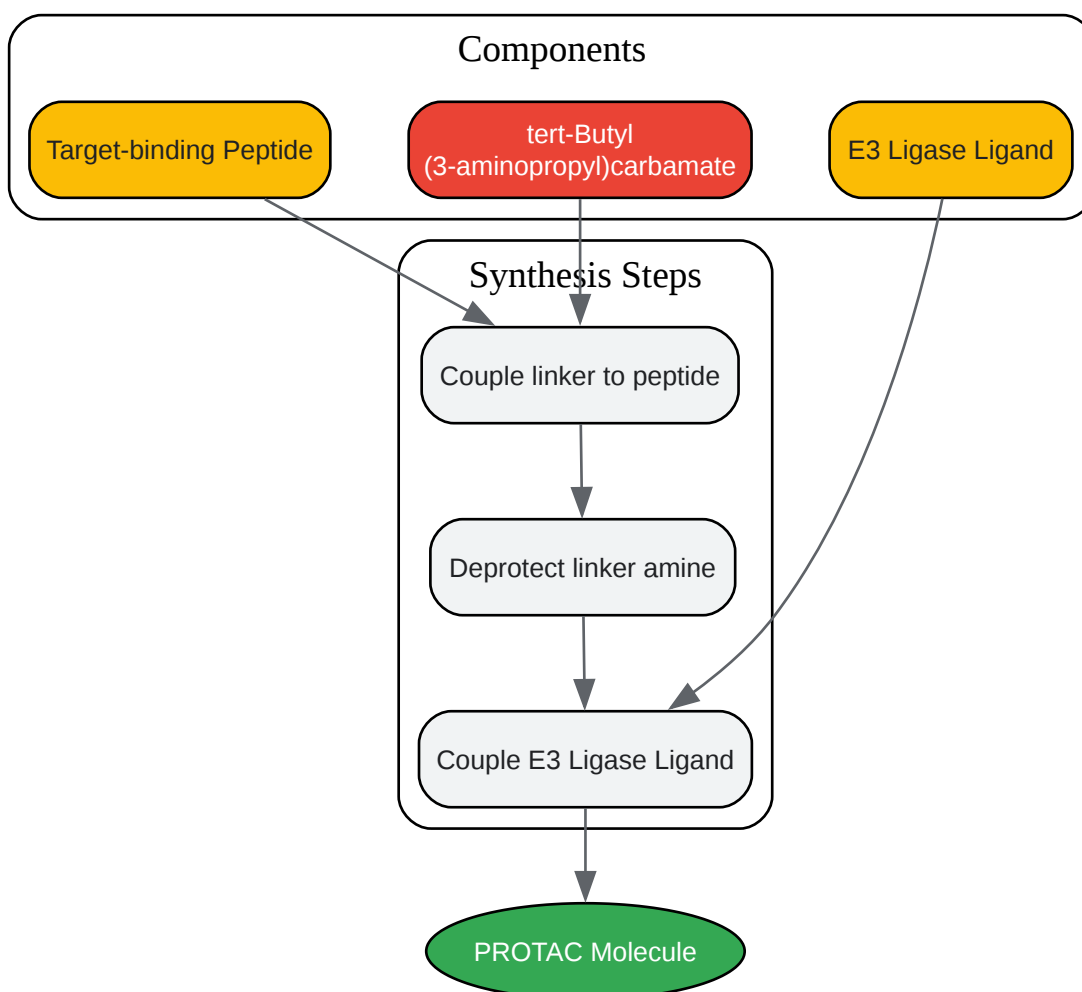 Components
Target-binding Peptide
tert-Butyl
(3-aminopropyl)carbamate
E3 Ligase Ligand
Synthesis Steps
Couple linker to peptide
Deprotect linker amine
Couple E3 Ligase Ligand
PROTAC Molecule